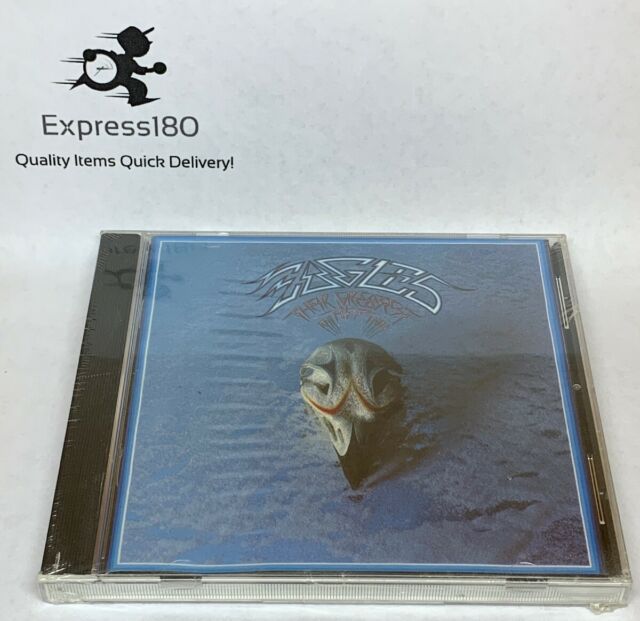 Express180
Quality Items Quick Delivery!
EAGLES
THEIR GREATEST
HITS